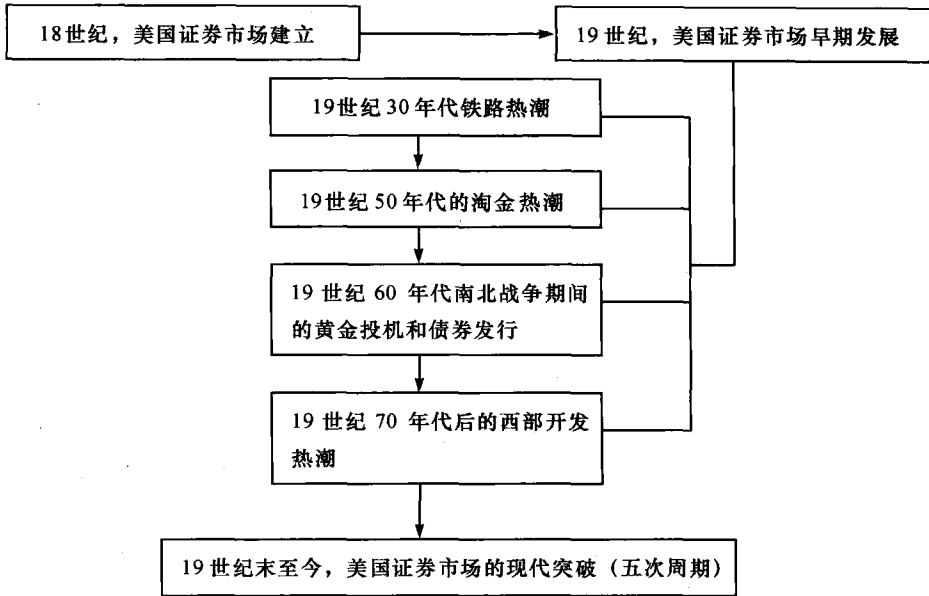 18世纪，美国证券市场建立
19世纪，美国证券市场早期发展
19世纪30年代铁路热潮
19世纪50年代的淘金热潮
19世纪60年代南北战争期间
的黄金投机和债券发行
19世纪70年代后的西部开发
热潮
19世纪末至今，美国证券市场的现代突破（五次周期）